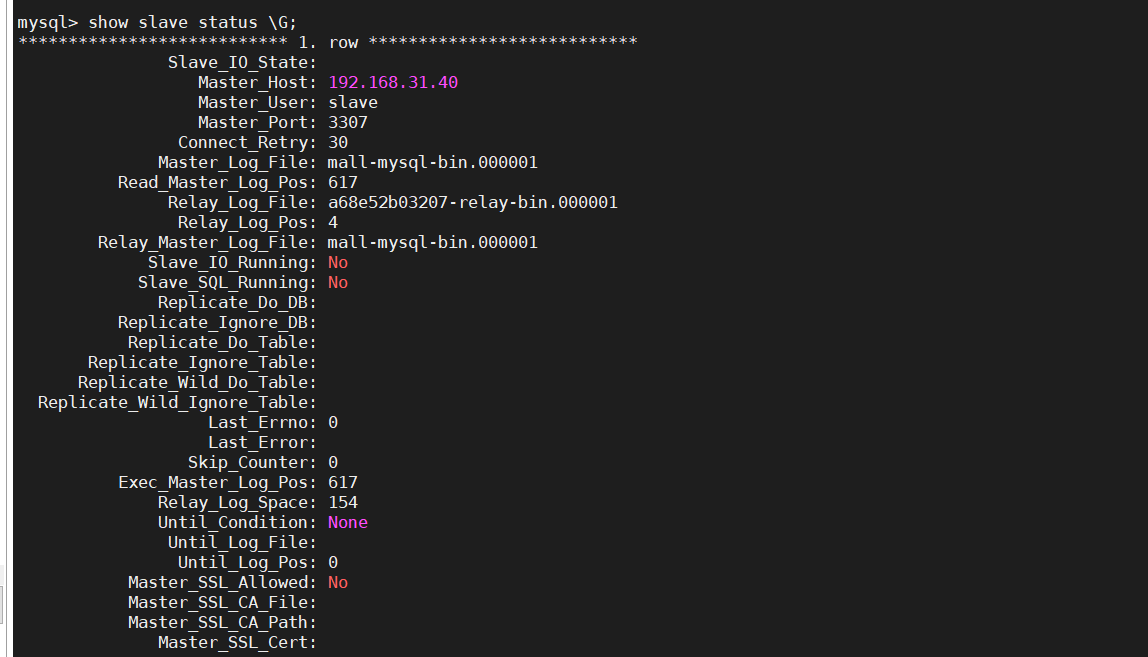 mysql> show slave status \G;
*************************** 1. row ***************************
Slave_IO_State:
Master_Host: 192.168.31.40
Master_User: slave
Master_Port: 3307
Connect_Retry: 30
Master_Log_File: mall-mysql-bin.000001
Read_Master_Log_Pos: 617
Relay_Log_File: a68e52b03207-relay-bin.000001
Relay_Log_Pos: 4
Relay_Master_Log_File: mall-mysql-bin.000001
Slave_IO_Running: No
Slave_SQL_Running: No
Replicate_Do_DB:
Replicate_Ignore_DB:
Replicate_Do_Table:
Replicate_Ignore_Table:
Replicate_Wild_Do_Table:
Replicate_Wild_Ignore_Table:
Last_Errno: 0
Last_Error:
Skip_Counter: 0
Exec_Master_Log_Pos: 617
Relay_Log_Space: 154
Until_Condition: None
Until_Log_File:
Until_Log_Pos: 0
Master_SSL_Allowed: No
Master_SSL_CA_File:
Master_SSL_CA_Path:
Master_SSL_Cert: